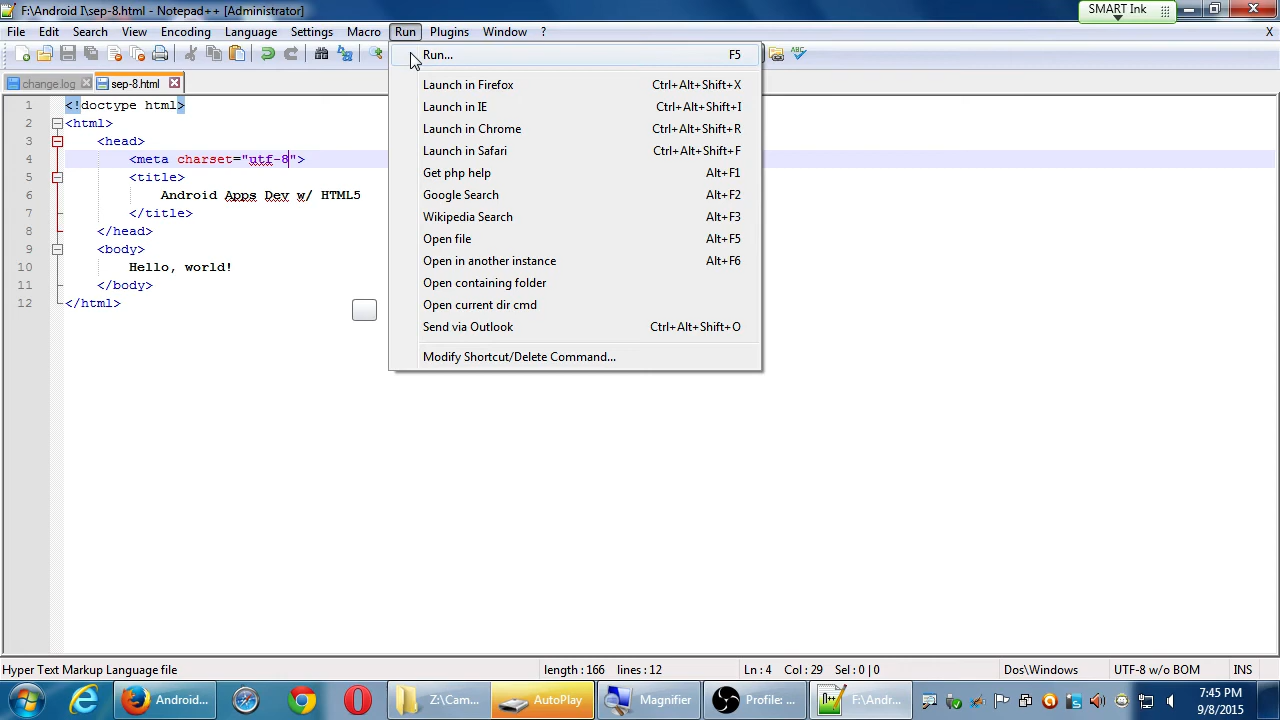 F:\Android I\sep-8.html - Notepad++ [Administrator]
SMART Ink
File Edit Search View Encoding Language Settings Macro Run Plugins Window ? X
change.log sep-8.html
Run... F5
Launch in Firefox Ctrl+Alt+Shift+X
Launch in IE Ctrl+Alt+Shift+I
Launch in Chrome Ctrl+Alt+Shift+R
Launch in Safari Ctrl+Alt+Shift+F
Get php help Alt+F1
Google Search Alt+F2
Wikipedia Search Alt+F3
Open file Alt+F5
Open in another instance Alt+F6
Open containing folder
Open current dir cmd
Send via Outlook Ctrl+Alt+Shift+O
Modify Shortcut/Delete Command...
1 <!doctype html>
2 <html>
3 <head>
4 <meta charset="utf-8">
5 <title>
6 Android Apps Dev w/ HTML5
7 </title>
8 </head>
9 <body>
10 Hello, world!
11 </body>
12 </html>
Hyper Text Markup Language file length : 166 lines : 12 Ln : 4 Col : 29 Sel : 0 | 0 Dos\Windows UTF-8 w/o BOM INS
Android... Z:\Cam... AutoPlay Magnifier Profile: ... F:\Andr... 7:45 PM
9/8/2015